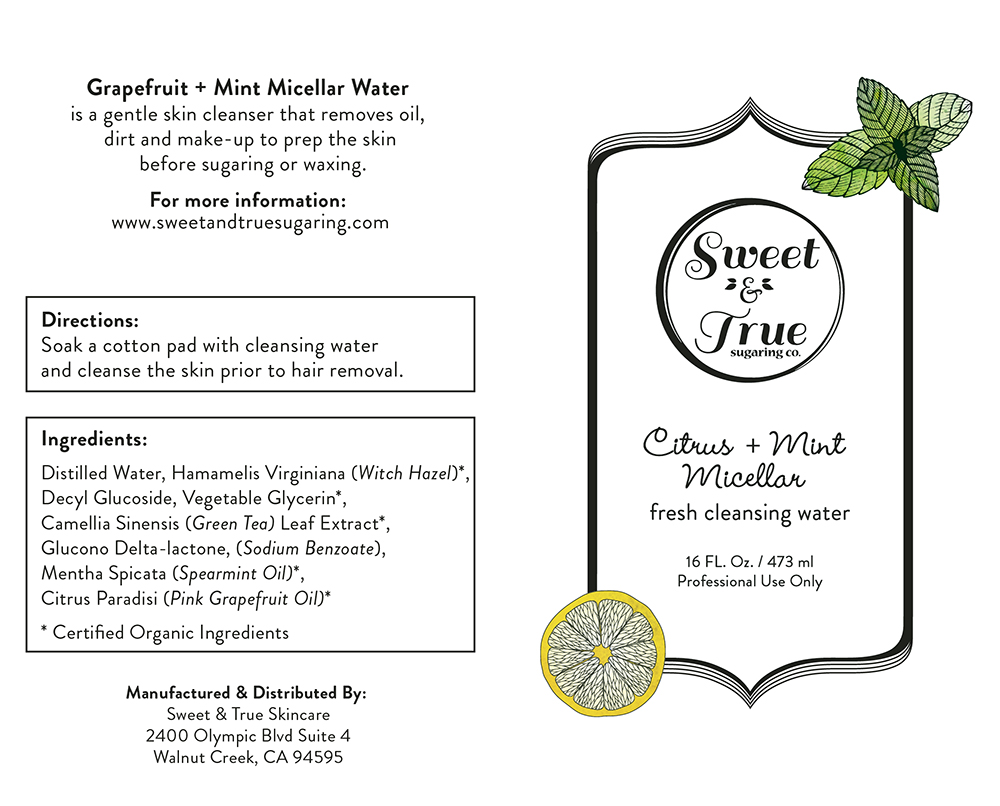 Grapefruit + Mint Micellar Water
is a gentle skin cleanser that removes oil,
dirt and make-up to prep the skin
before sugaring or waxing.
For more information:
www.sweetandtruesugaring.com
Directions:
Soak a cotton pad with cleansing water
and cleanse the skin prior to hair removal.
Ingredients:
Distilled Water, Hamamelis Virginiana (Witch Hazel)*,
Decyl Glucoside, Vegetable Glycerin*,
Camellia Sinensis (Green Tea) Leaf Extract*,
Glucono Delta-lactone, (Sodium Benzoate),
Mentha Spicata (Spearmint Oil)*,
Citrus Paradisi (Pink Grapefruit Oil)*
* Certified Organic Ingredients
Manufactured & Distributed By:
Sweet & True Skincare
2400 Olympic Blvd Suite 4
Walnut Creek, CA 94595
Sweet
&
True
sugaring co.
Citrus + Mint
Micellar
fresh cleansing water
16 FL. Oz. / 473 ml
Professional Use Only